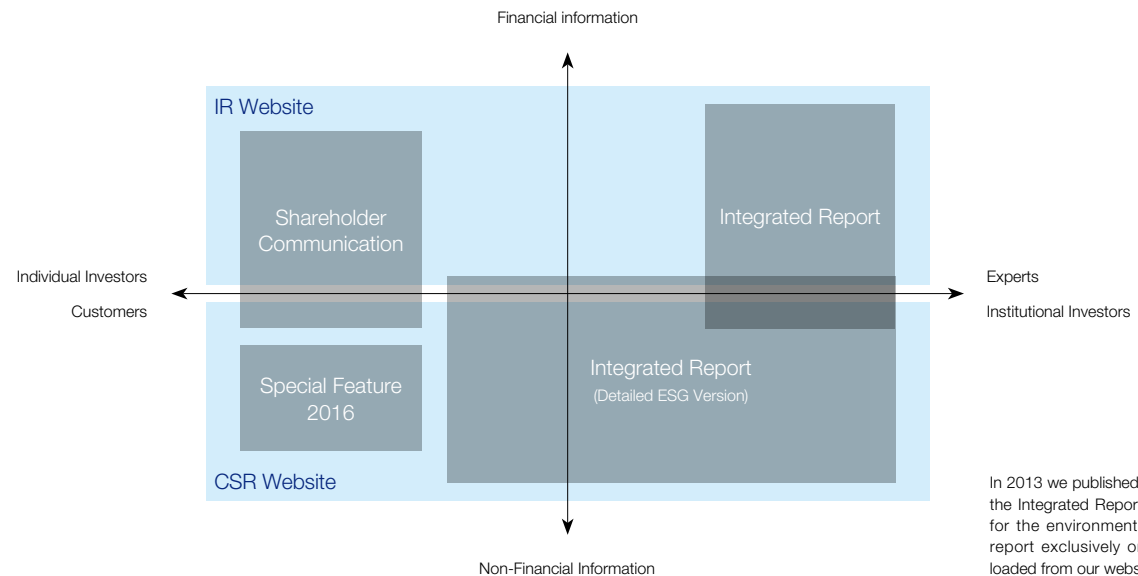 Financial information
IR Website
Shareholder
Communication
Integrated Report
Individual Investors
Customers
Experts
Institutional Investors
Integrated Report
(Detailed ESG Version)
Special Feature
2016
CSR Website
Non-Financial Information
In 2013 we published
the Integrated Repor
for the environment
report exclusively o
loaded from our webs